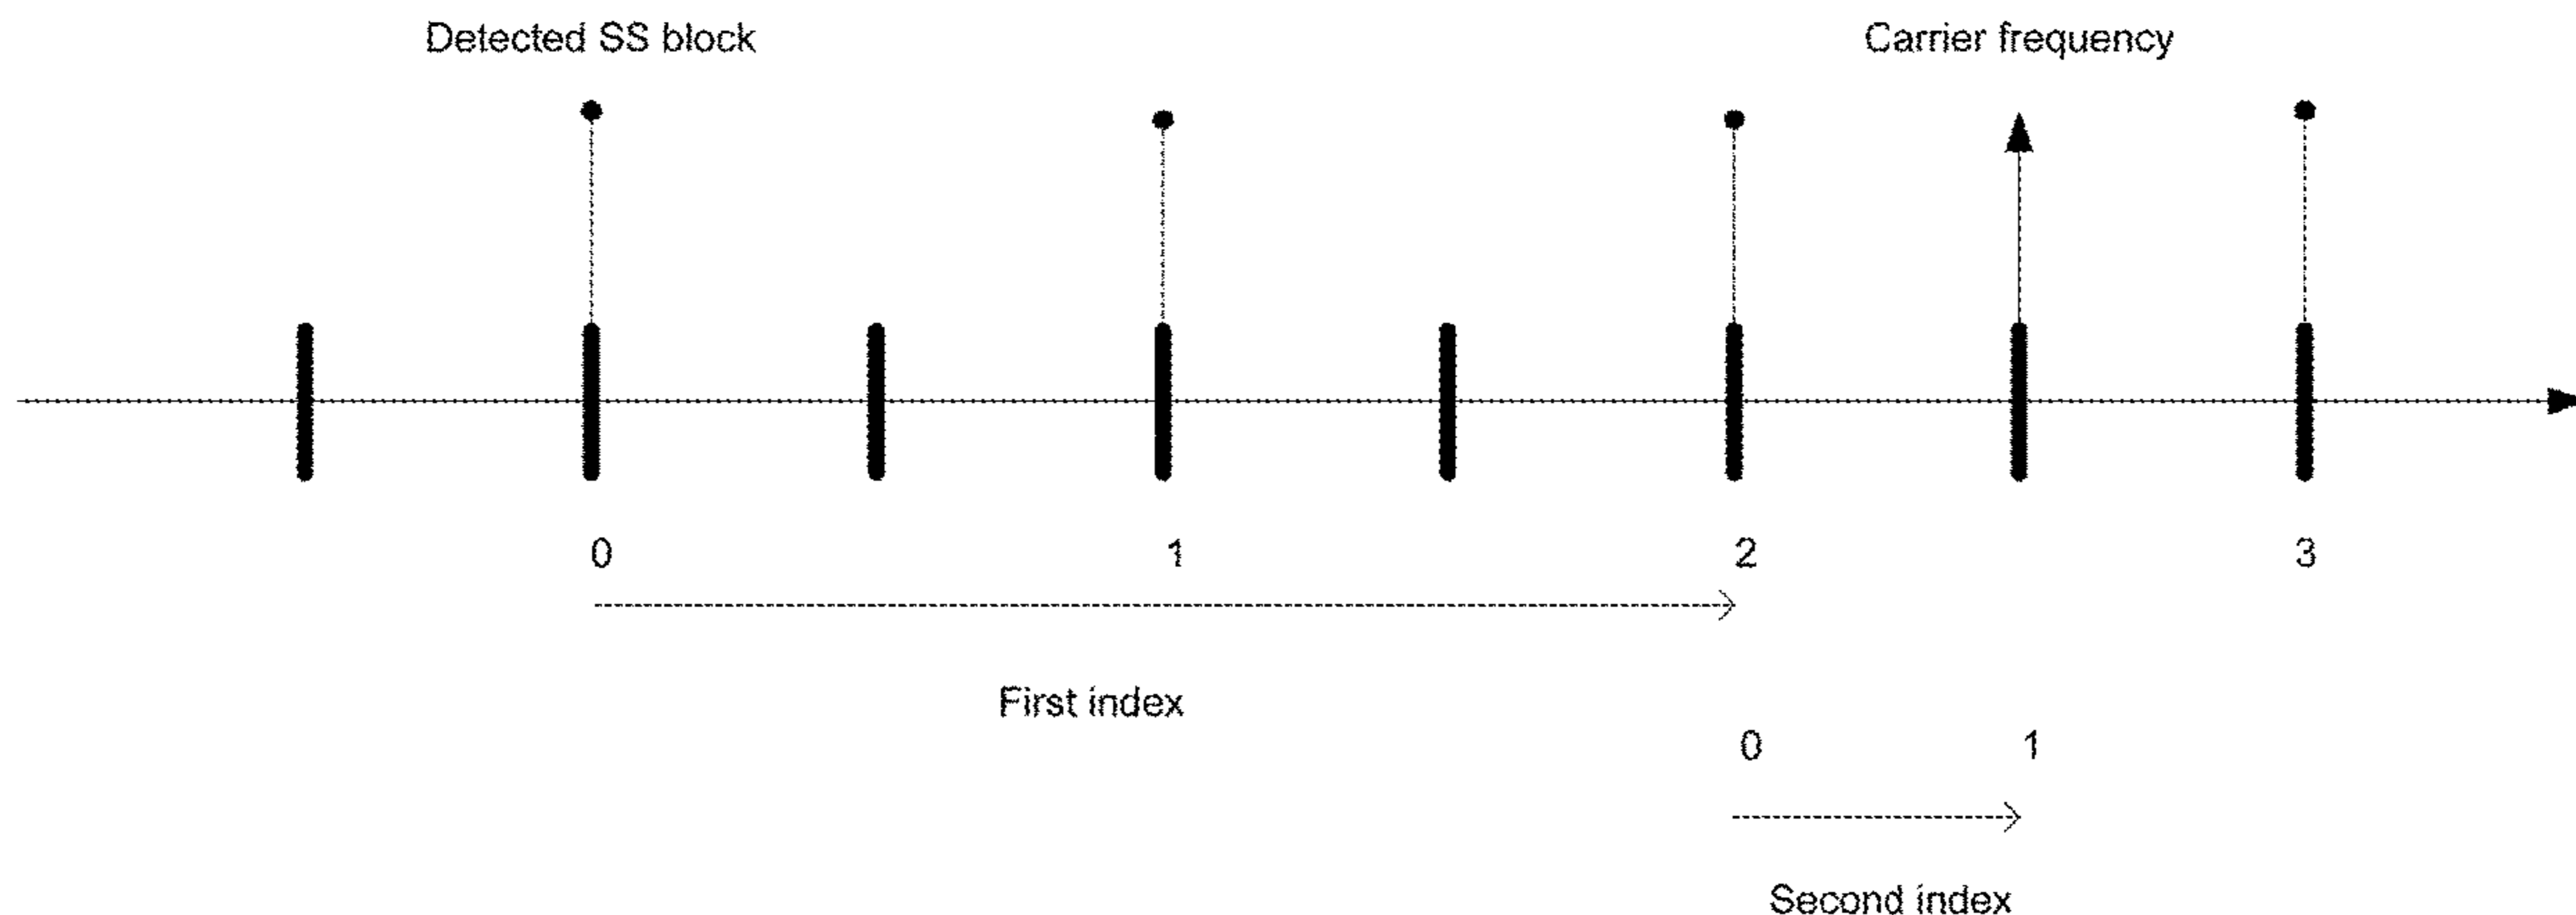 Detected SS block
Carrier frequency
0 1 2 3
First index
0 1
Second index